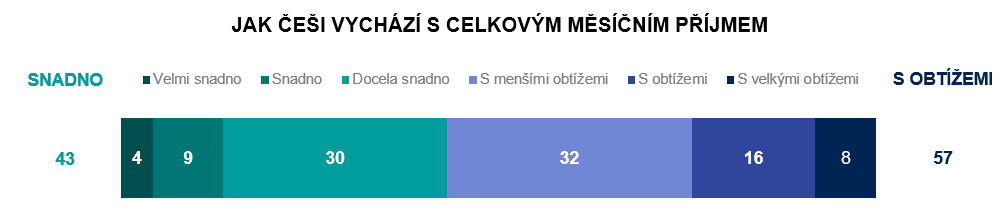 JAK ČEŠI VYCHÁZÍ S CELKOVÝM MĚSÍČNÍM PŘÍJMEM
SNADNO Velmi snadno Snadno Docela snadno S menšími obtížemi S obtížemi S velkými obtížemi S OBTÍŽEMI
43 4 9 30 32 16 8 57